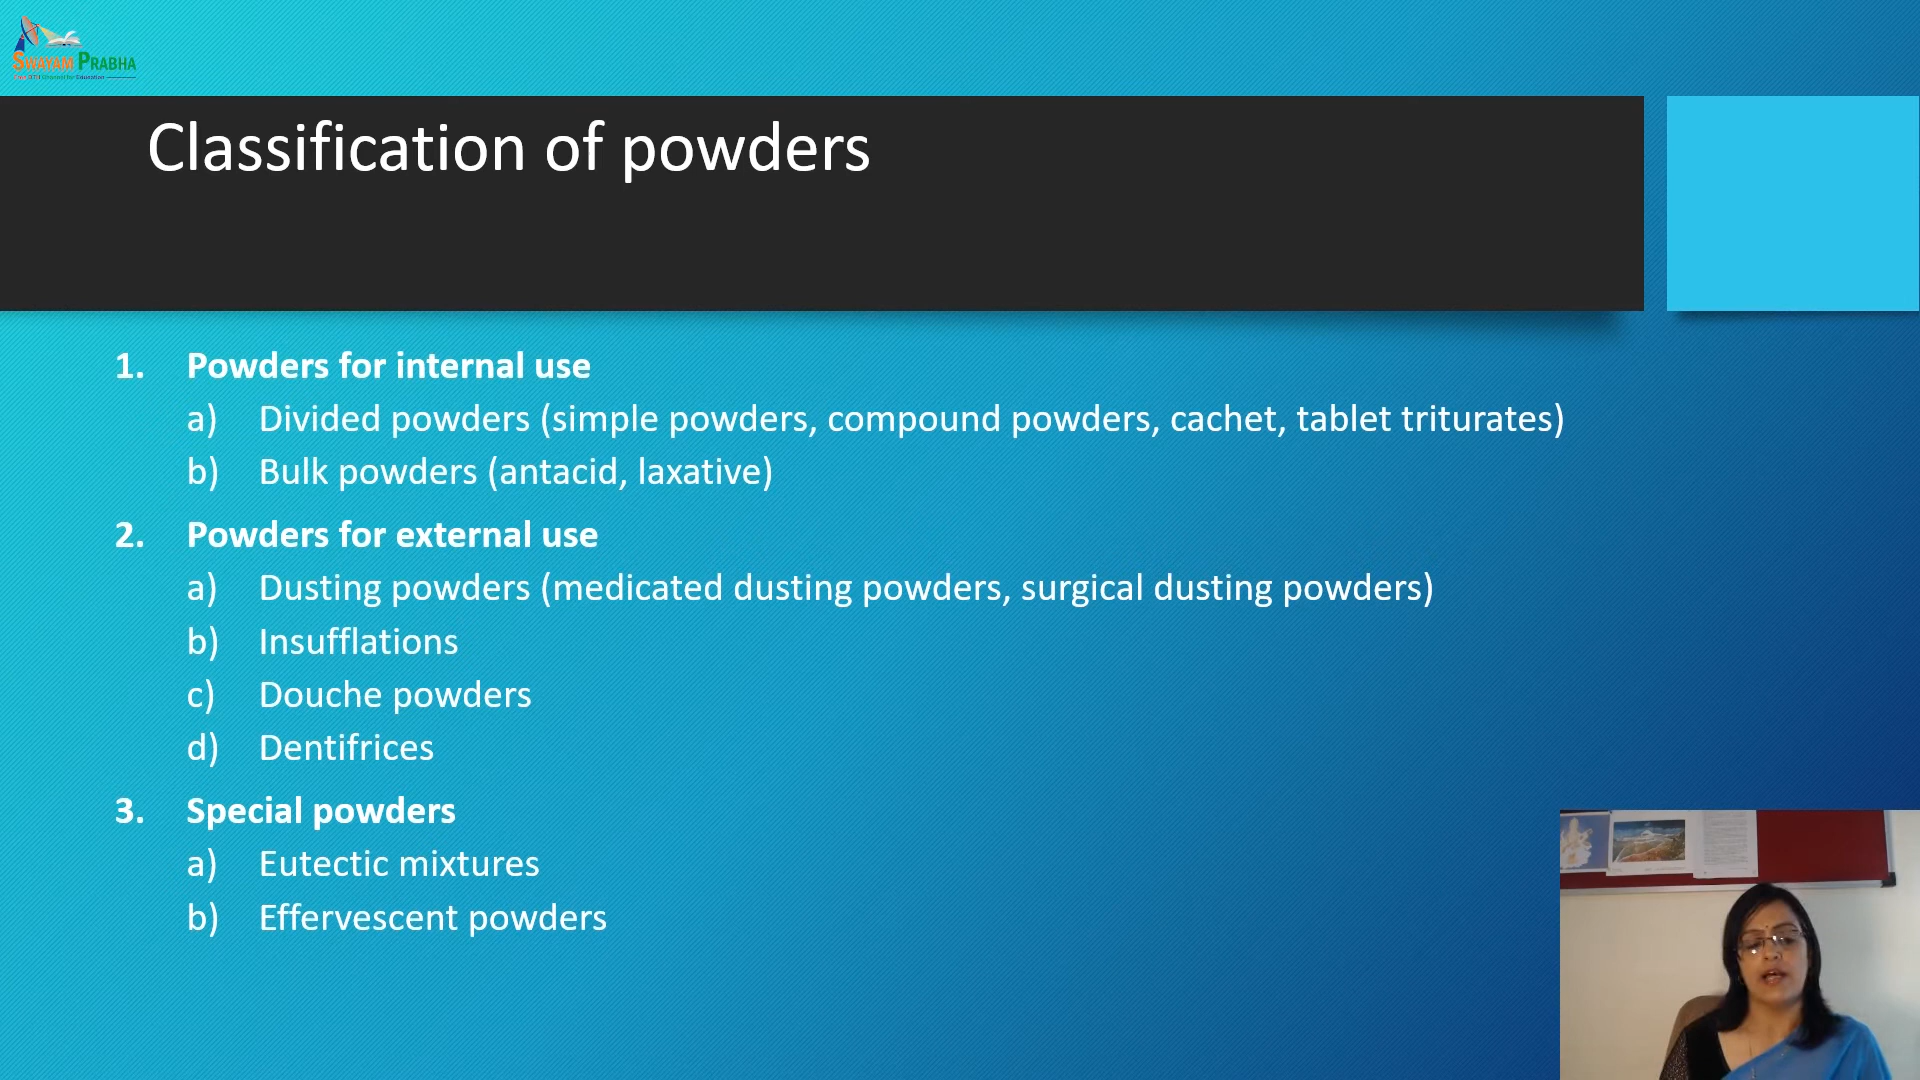 SWAYAM PRABHA
Classification of powders
1. Powders for internal use
a) Divided powders (simple powders, compound powders, cachet, tablet triturates)
b) Bulk powders (antacid, laxative)
2. Powders for external use
a) Dusting powders (medicated dusting powders, surgical dusting powders)
b) Insufflations
c) Douche powders
d) Dentifrices
3. Special powders
a) Eutectic mixtures
b) Effervescent powders